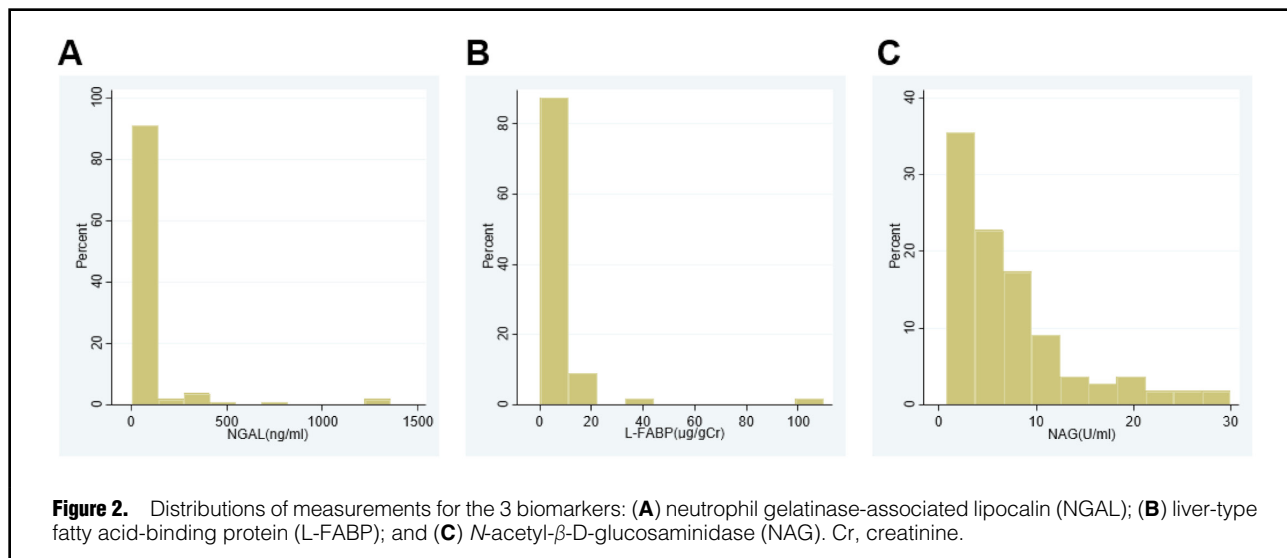 A
B
C
100
80
60
40
20
0
Percent
0 500 1000 1500
NGAL(ng/ml)
80
60
40
20
0
Percent
0 20 40 60 80 100
L-FABP(μg/gCr)
40
30
20
10
0
Percent
0 10 20 30
NAG(U/ml)
Figure 2. Distributions of measurements for the 3 biomarkers: (A) neutrophil gelatinase-associated lipocalin (NGAL); (B) liver-type
fatty acid-binding protein (L-FABP); and (C) N-acetyl-β-D-glucosaminidase (NAG). Cr, creatinine.